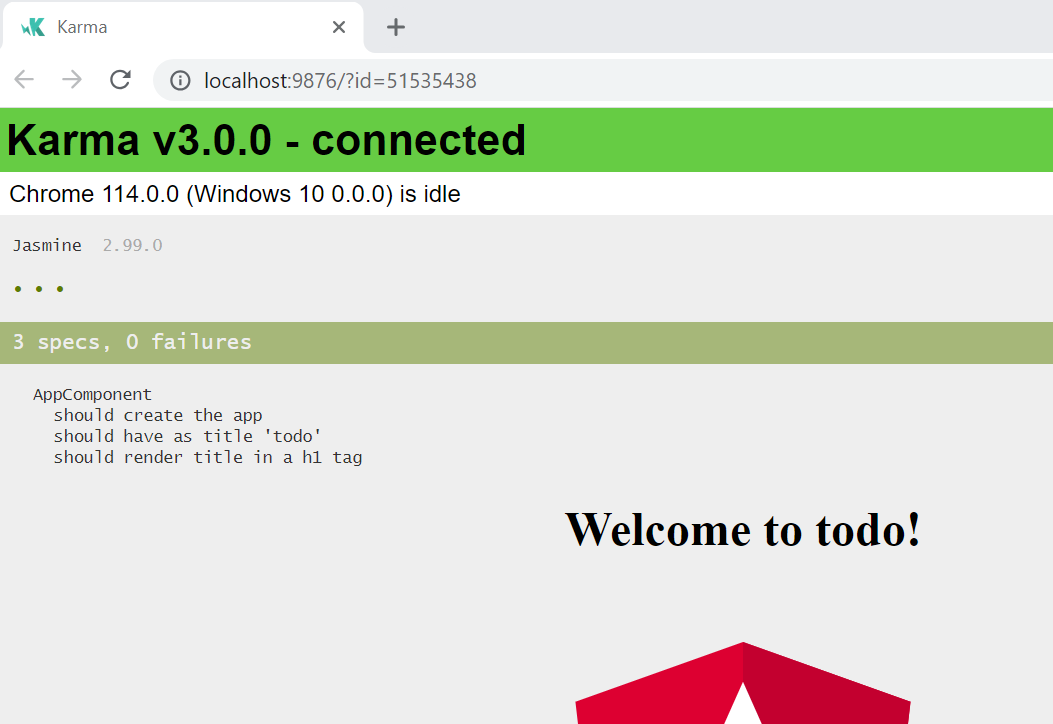 Karma
localhost:9876/?id=51535438
Karma v3.0.0 - connected
Chrome 114.0.0 (Windows 10 0.0.0) is idle
Jasmine 2.99.0
• • •
3 specs, 0 failures
AppComponent
should create the app
should have as title 'todo'
should render title in a h1 tag
Welcome to todo!